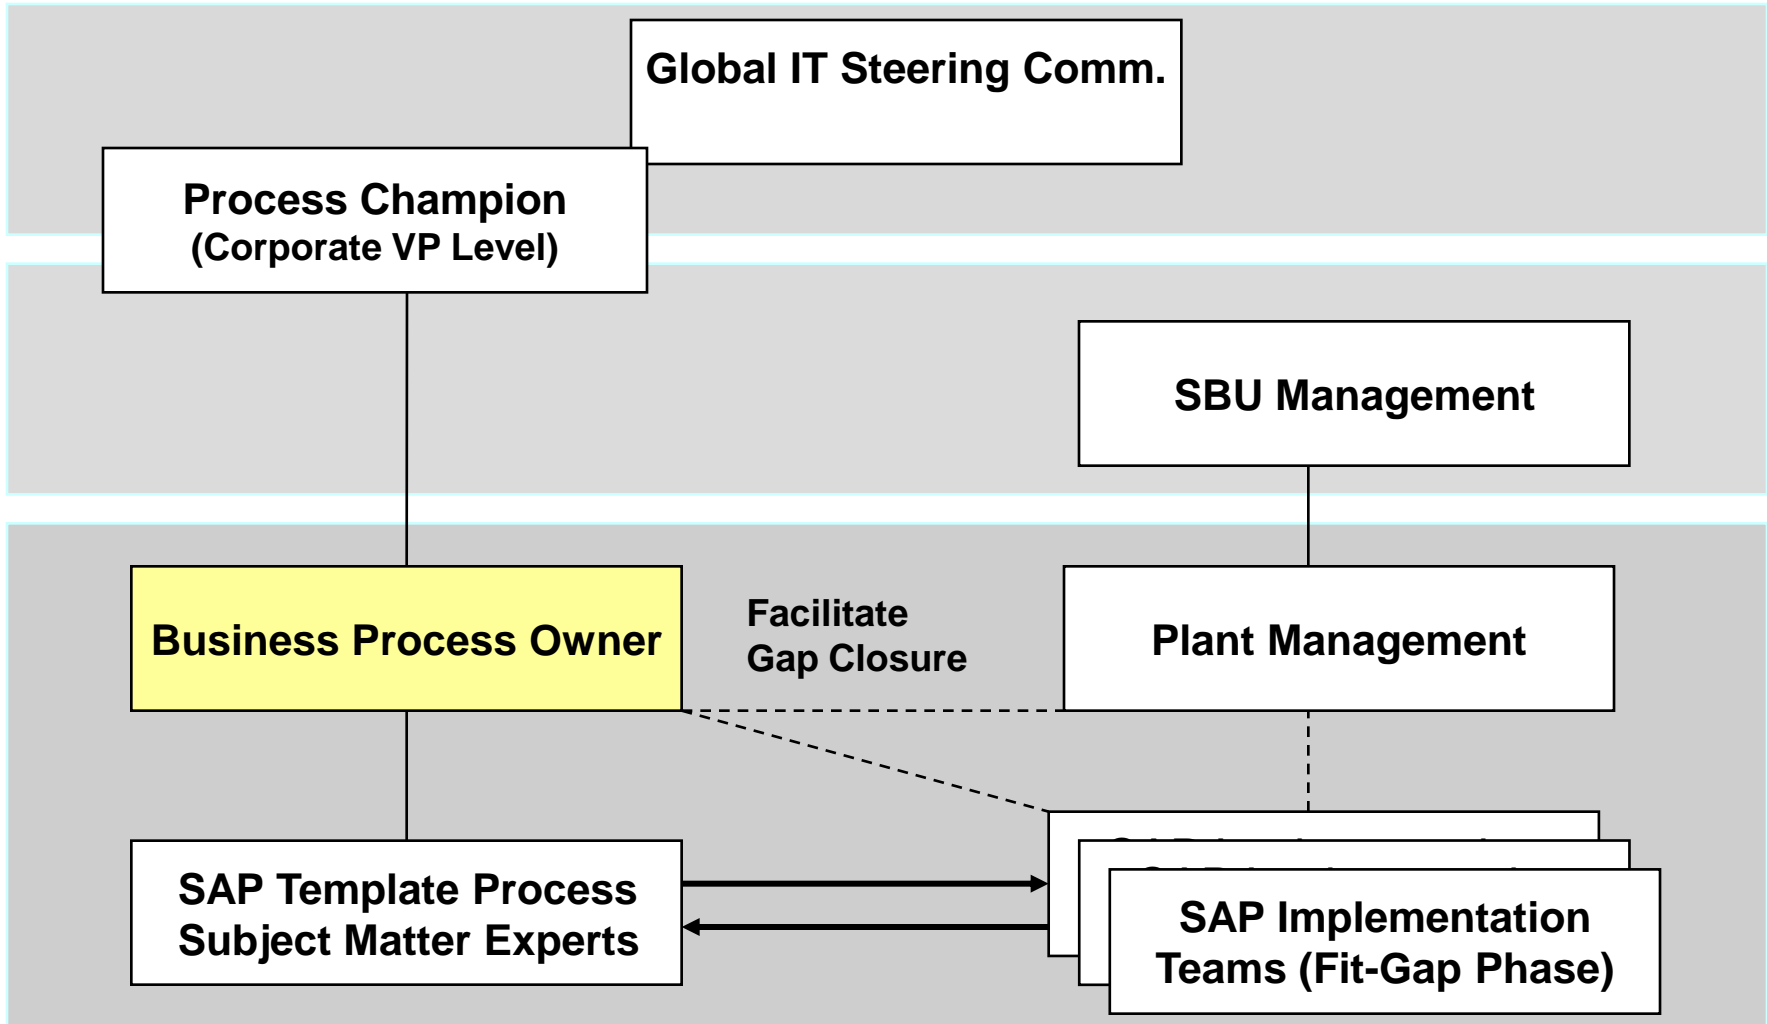 Global IT Steering Comm.
Process Champion
(Corporate VP Level)
SBU Management
Business Process Owner
Facilitate
Gap Closure
Plant Management
SAP Template Process
Subject Matter Experts
SAP Implementation
Teams (Fit-Gap Phase)